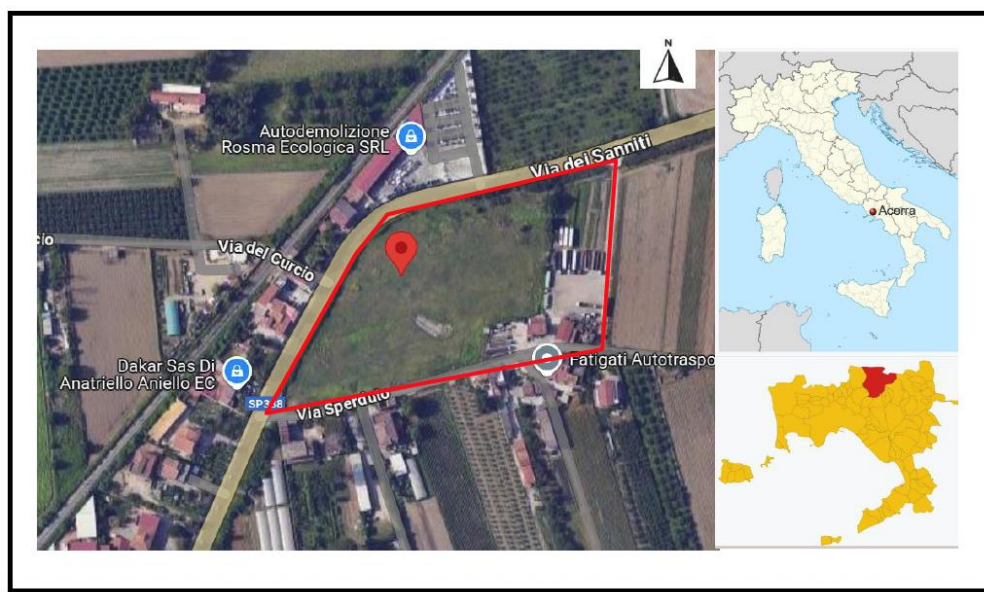 N
Autodemolizione
Rosma Ecologica SRL
Via dei Sanniti
cio
Via del Curcio
Acerra
Dakar Sas Di
Anatriello Aniello EC
Fatigati Autotraspo
Via Sperduto